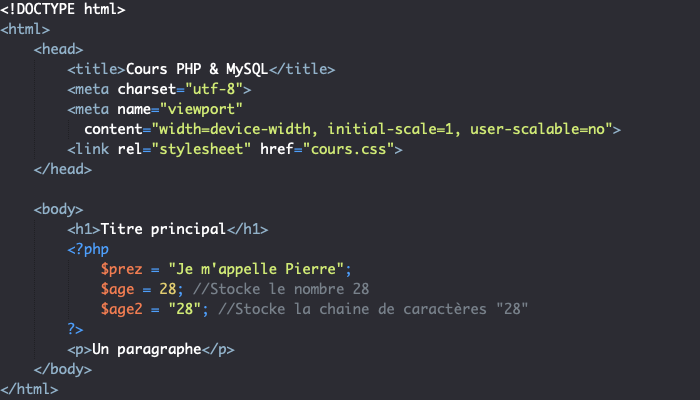 <!DOCTYPE html>
<html>
    <head>
        <title>Cours PHP & MySQL</title>
        <meta charset="utf-8">
        <meta name="viewport"
          content="width=device-width, initial-scale=1, user-scalable=no">
        <link rel="stylesheet" href="cours.css">
    </head>

    <body>
        <h1>Titre principal</h1>
        <?php
            $prez = "Je m'appelle Pierre";
            $age = 28; //Stocke le nombre 28
            $age2 = "28"; //Stocke la chaine de caractères "28"
        ?>
        <p>Un paragraphe</p>
    </body>
</html>